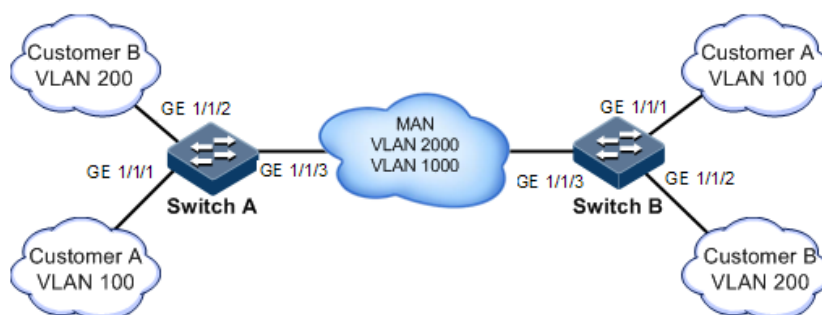 Customer B
VLAN 200
GE 1/1/2
GE 1/1/1
GE 1/1/3
Switch A
Customer A
VLAN 100
MAN
VLAN 2000
VLAN 1000
Customer A
VLAN 100
GE 1/1/1
GE 1/1/3
GE 1/1/2
Switch B
Customer B
VLAN 200